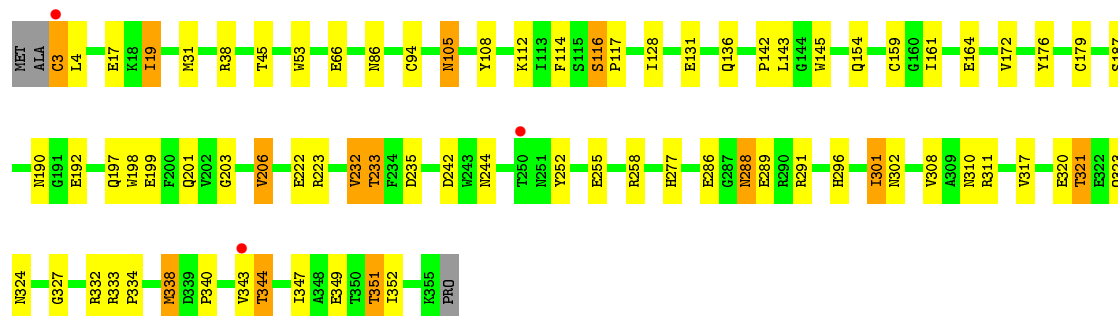 MET ALA C3 L4 E17 K18 I19 M31 R38 T45 W53 E66 N86 C94 N105 Y108 K112 I113 F114 S115 S116 P117 I128 E131 Q136 P142 L143 G144 W145 Q154 C159 G160 I161 E164 V172 Y176 C179 S187
N190 G191 E192 Q197 W198 E199 F200 Q201 V202 G203 V206 E222 R223 V232 T233 F234 D235 D242 W243 N244 T250 N251 Y252 E255 R258 H277 E286 G287 N288 E289 R290 R291 H296 I301 N302 V308 A309 N310 R311 V317 E320 T321 E322 Q323
N324 G327 R332 R333 P334 M338 D339 P340 V343 T344 I347 A348 E349 T350 T351 I352 K355 PRO